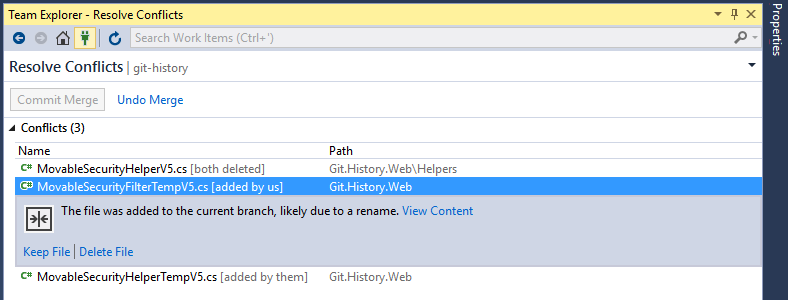 Team Explorer - Resolve Conflicts
Search Work Items (Ctrl+')
Resolve Conflicts | git-history
Commit Merge Undo Merge
Conflicts (3)
Name Path
C# MovableSecurityHelperV5.cs [both deleted] Git.History.Web\Helpers
C# MovableSecurityFilterTempV5.cs [added by us] Git.History.Web
The file was added to the current branch, likely due to a rename. View Content
Keep File | Delete File
C# MovableSecurityHelperTempV5.cs [added by them] Git.History.Web
Properties